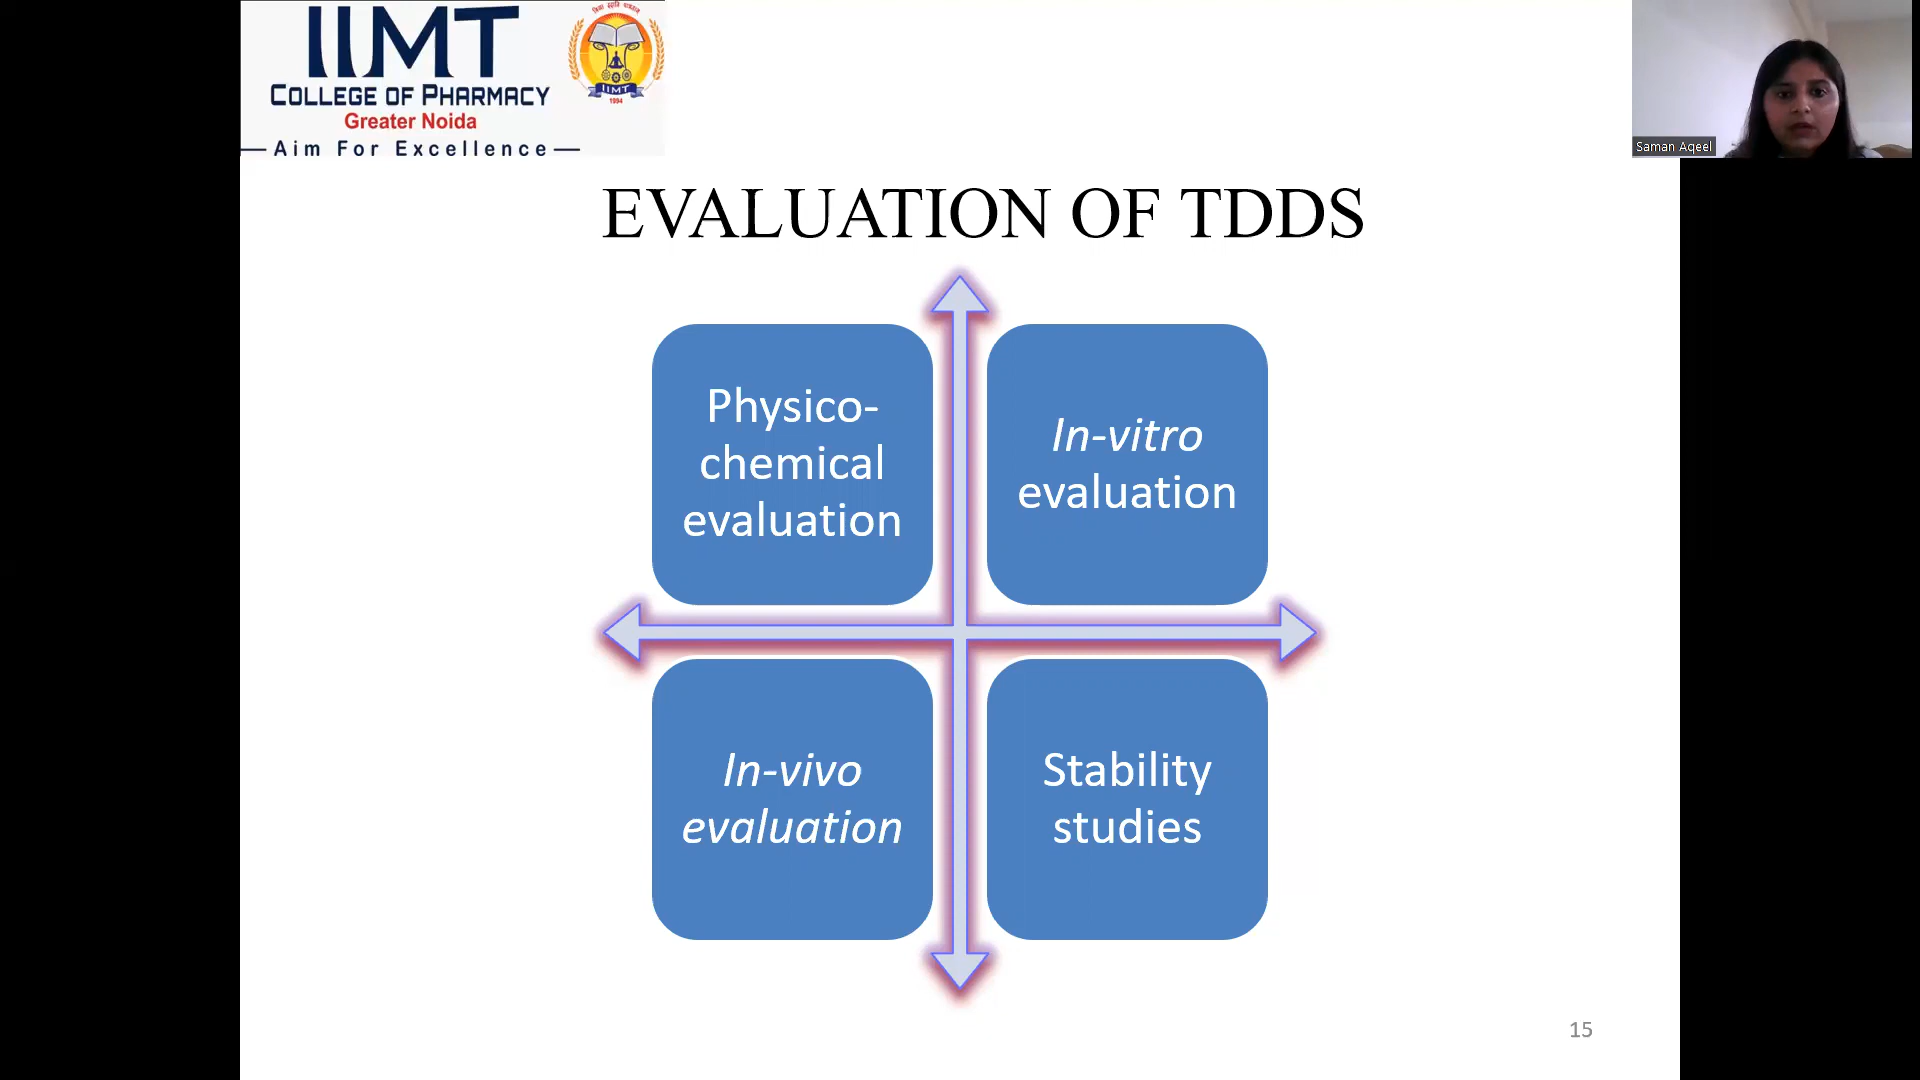 IIMT
COLLEGE OF PHARMACY
Greater Noida
Aim For Excellence
IIMT
1994
Saman Aqeel
EVALUATION OF TDDS
Physico-
chemical
evaluation
In-vitro
evaluation
In-vivo
evaluation
Stability
studies
15